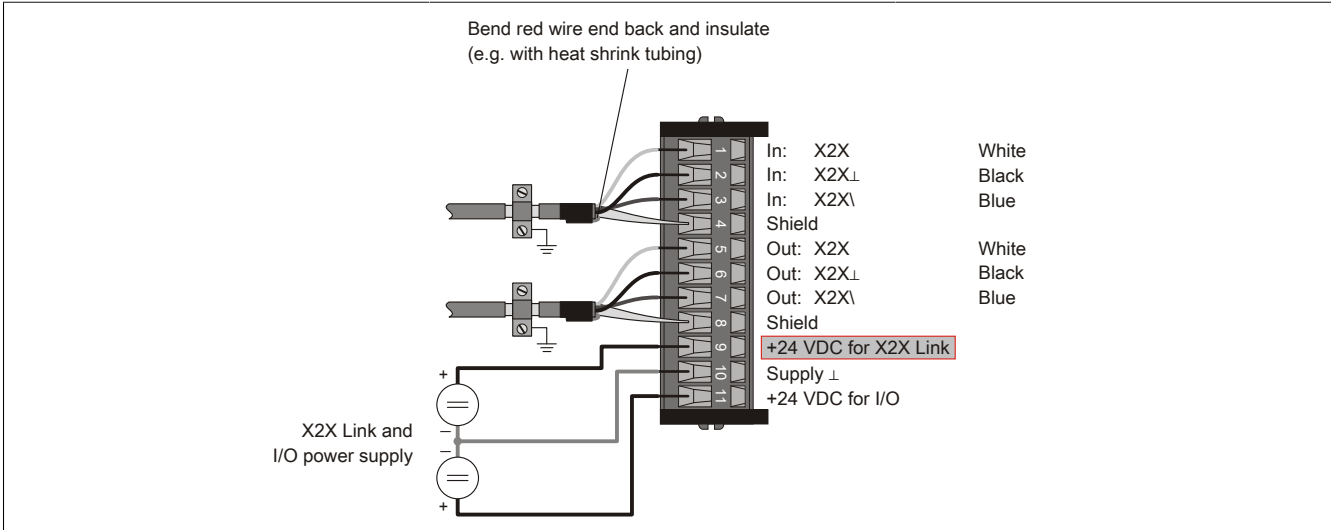 Bend red wire end back and insulate
(e.g. with heat shrink tubing)
1 In: X2X White
2 In: X2X⊥ Black
3 In: X2X\ Blue
4 Shield
5 Out: X2X White
6 Out: X2X⊥ Black
7 Out: X2X\ Blue
8 Shield
9 +24 VDC for X2X Link
10 Supply ⊥
11 +24 VDC for I/O
+
−
X2X Link and
I/O power supply
−
+